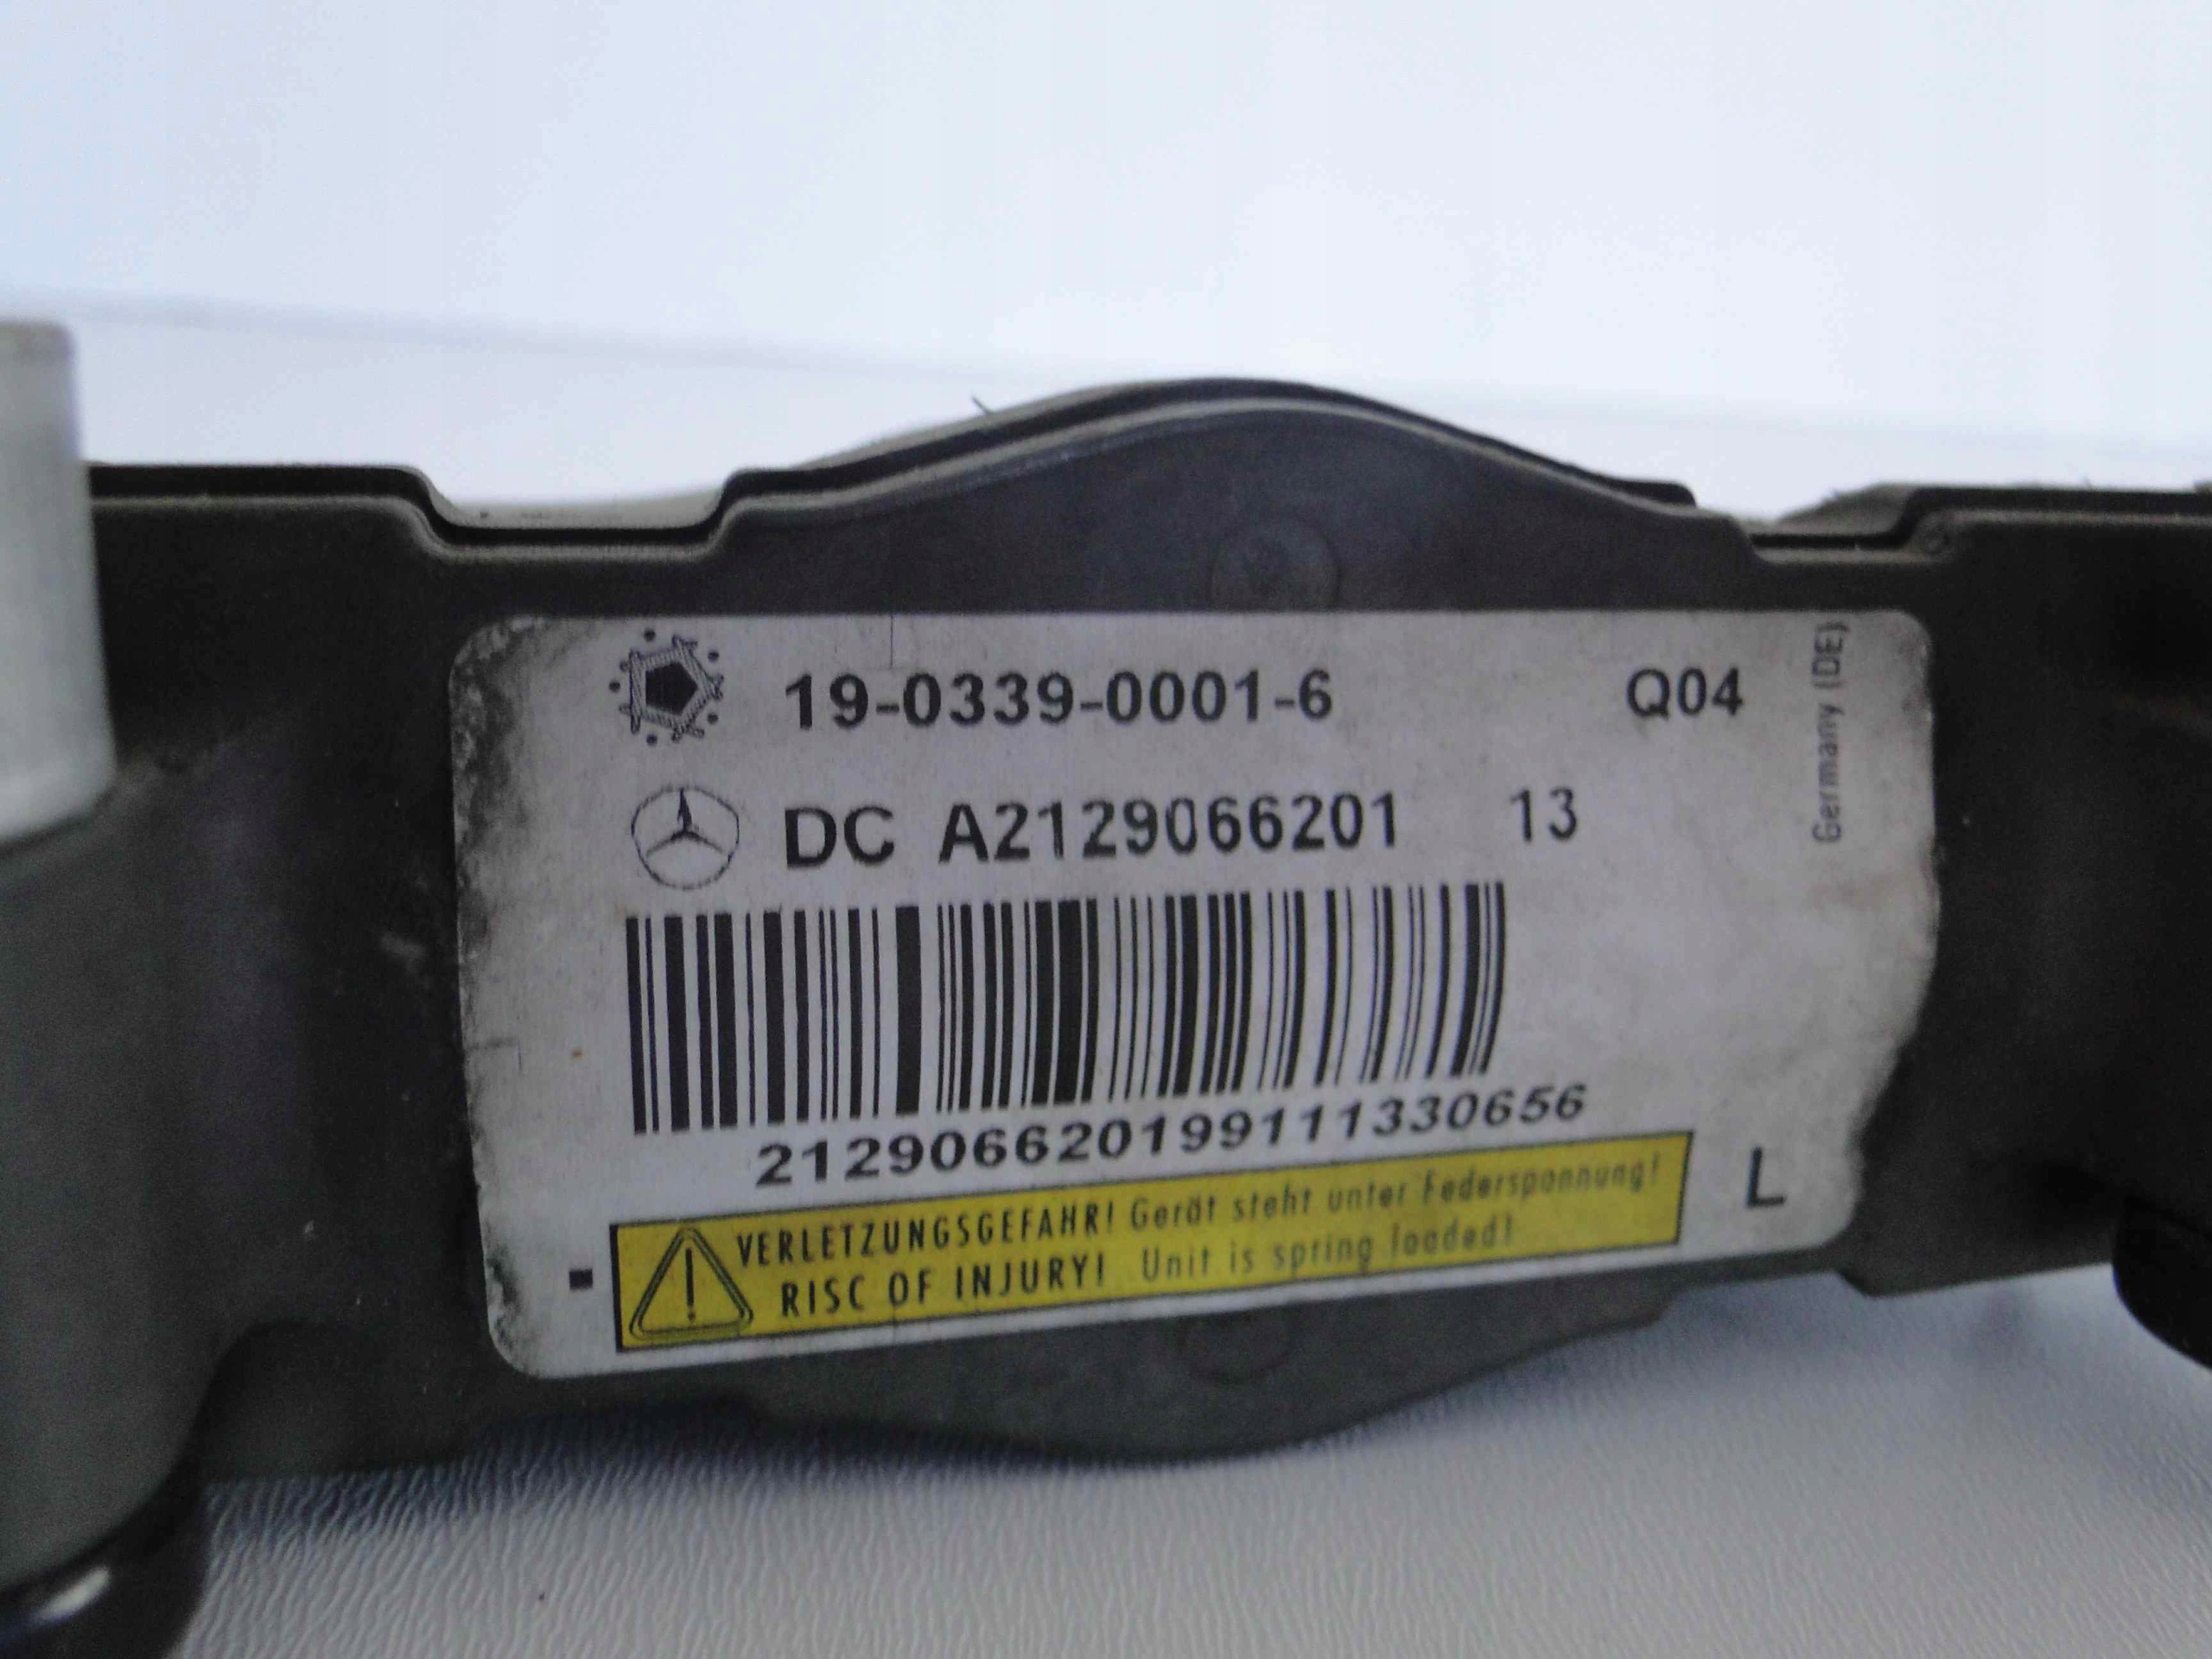 19-0339-0001-6 Q04
Germany (DE)
DC A2129066201 13
212906620199111330656
VERLETZUNGSGEFAHR! Gerät steht unter Federspannung!
RISC OF INJURY! Unit is spring loaded!
L